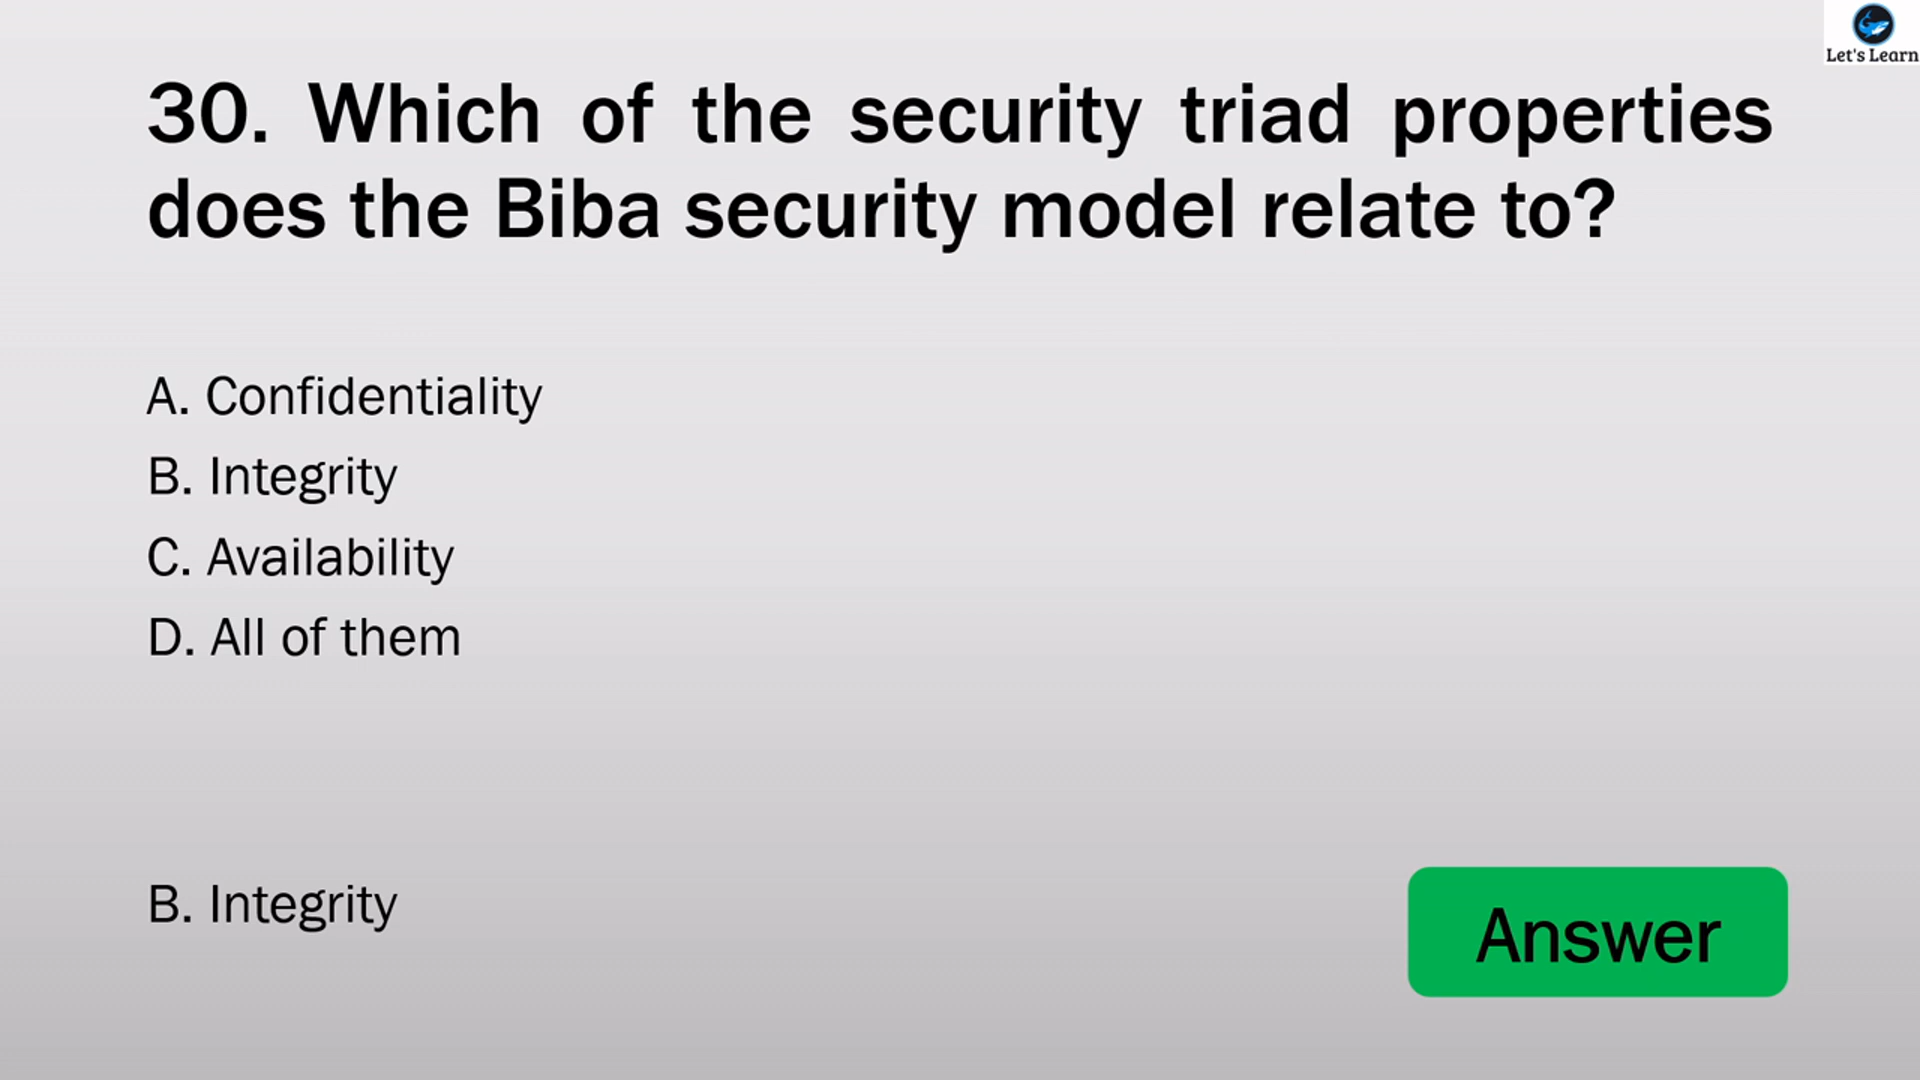 Let's Learn
30. Which of the security triad properties
does the Biba security model relate to?
A. Confidentiality
B. Integrity
C. Availability
D. All of them
B. Integrity
Answer